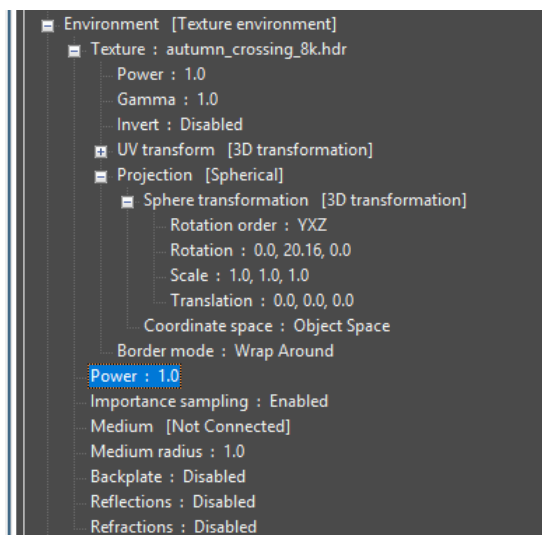 Environment [Texture environment]
Texture : autumn_crossing_8k.hdr
Power : 1.0
Gamma : 1.0
Invert : Disabled
UV transform [3D transformation]
Projection [Spherical]
Sphere transformation [3D transformation]
Rotation order : YXZ
Rotation : 0.0, 20.16, 0.0
Scale : 1.0, 1.0, 1.0
Translation : 0.0, 0.0, 0.0
Coordinate space : Object Space
Border mode : Wrap Around
Power : 1.0
Importance sampling : Enabled
Medium [Not Connected]
Medium radius : 1.0
Backplate : Disabled
Reflections : Disabled
Refractions : Disabled